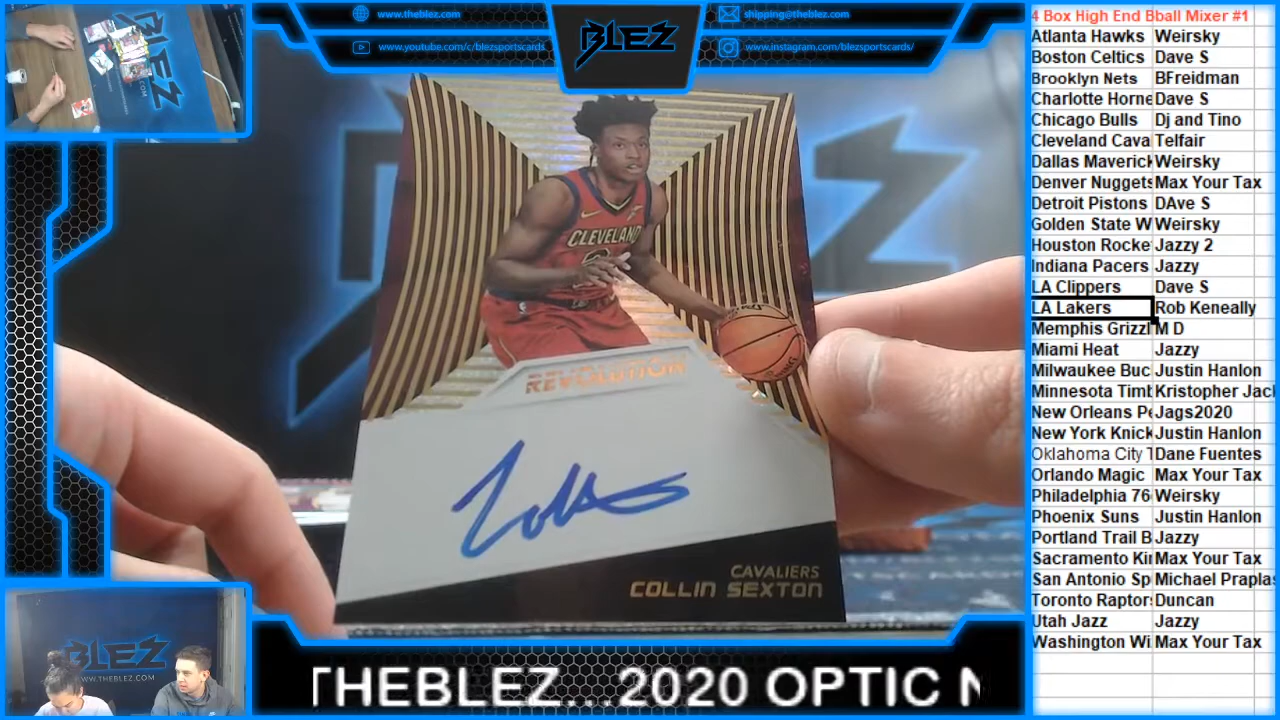 www.theblez.com
shipping@theblez.com
www.youtube.com/c/blezsportscards
www.instagram.com/blezsportscards/
BLEZ
BLEZ
.COM
CLEVELAND
REVOLUTION
CAVALIERS
COLLIN SEXTON
BLEZ
WWW.THEBLEZ.COM
THEBLEZ...2020 OPTIC N
4 Box High End Bball Mixer #1
Atlanta Hawks Weirsky
Boston Celtics Dave S
Brooklyn Nets BFreidman
Charlotte Horne Dave S
Chicago Bulls Dj and Tino
Cleveland Cava Telfair
Dallas Maverick Weirsky
Denver Nuggets Max Your Tax
Detroit Pistons DAve S
Golden State W Weirsky
Houston Rocke Jazzy 2
Indiana Pacers Jazzy
LA Clippers Dave S
LA Lakers Rob Keneally
Memphis Grizzl M D
Miami Heat Jazzy
Milwaukee Buc Justin Hanlon
Minnesota Timb Kristopher Jack
New Orleans Pe Jags2020
New York Knick Justin Hanlon
Oklahoma City T Dane Fuentes
Orlando Magic Max Your Tax
Philadelphia 76 Weirsky
Phoenix Suns Justin Hanlon
Portland Trail B Jazzy
Sacramento Kin Max Your Tax
San Antonio Sp Michael Praplas
Toronto Raptors Duncan
Utah Jazz Jazzy
Washington Wi Max Your Tax